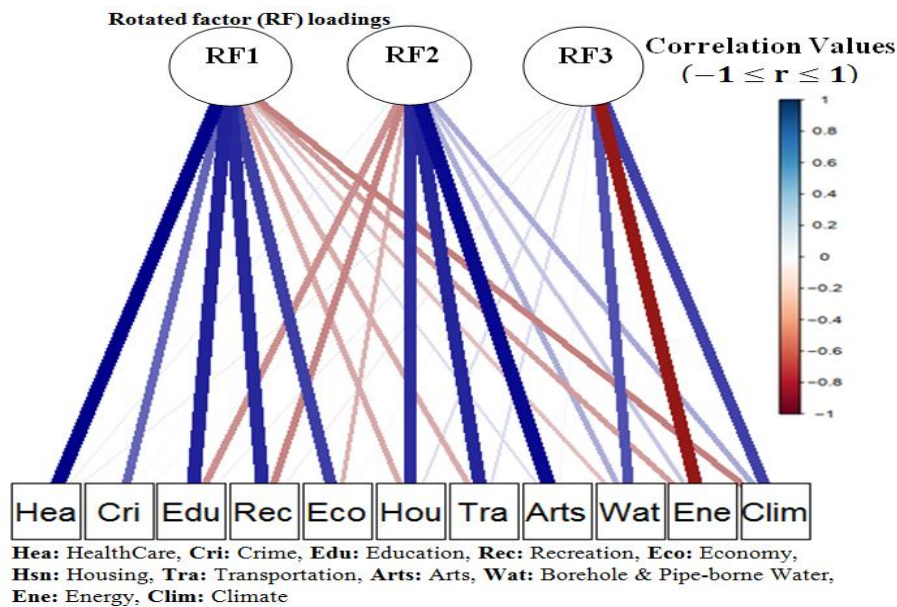 Rotated factor (RF) loadings
RF1
RF2
RF3
Correlation Values
(−1 ≤ r ≤ 1)
1
0.8
0.6
0.4
0.2
0
−0.2
−0.4
−0.6
−0.8
−1
Hea Cri Edu Rec Eco Hou Tra Arts Wat Ene Clim
Hea: HealthCare, Cri: Crime, Edu: Education, Rec: Recreation, Eco: Economy,
Hsn: Housing, Tra: Transportation, Arts: Arts, Wat: Borehole & Pipe-borne Water,
Ene: Energy, Clim: Climate